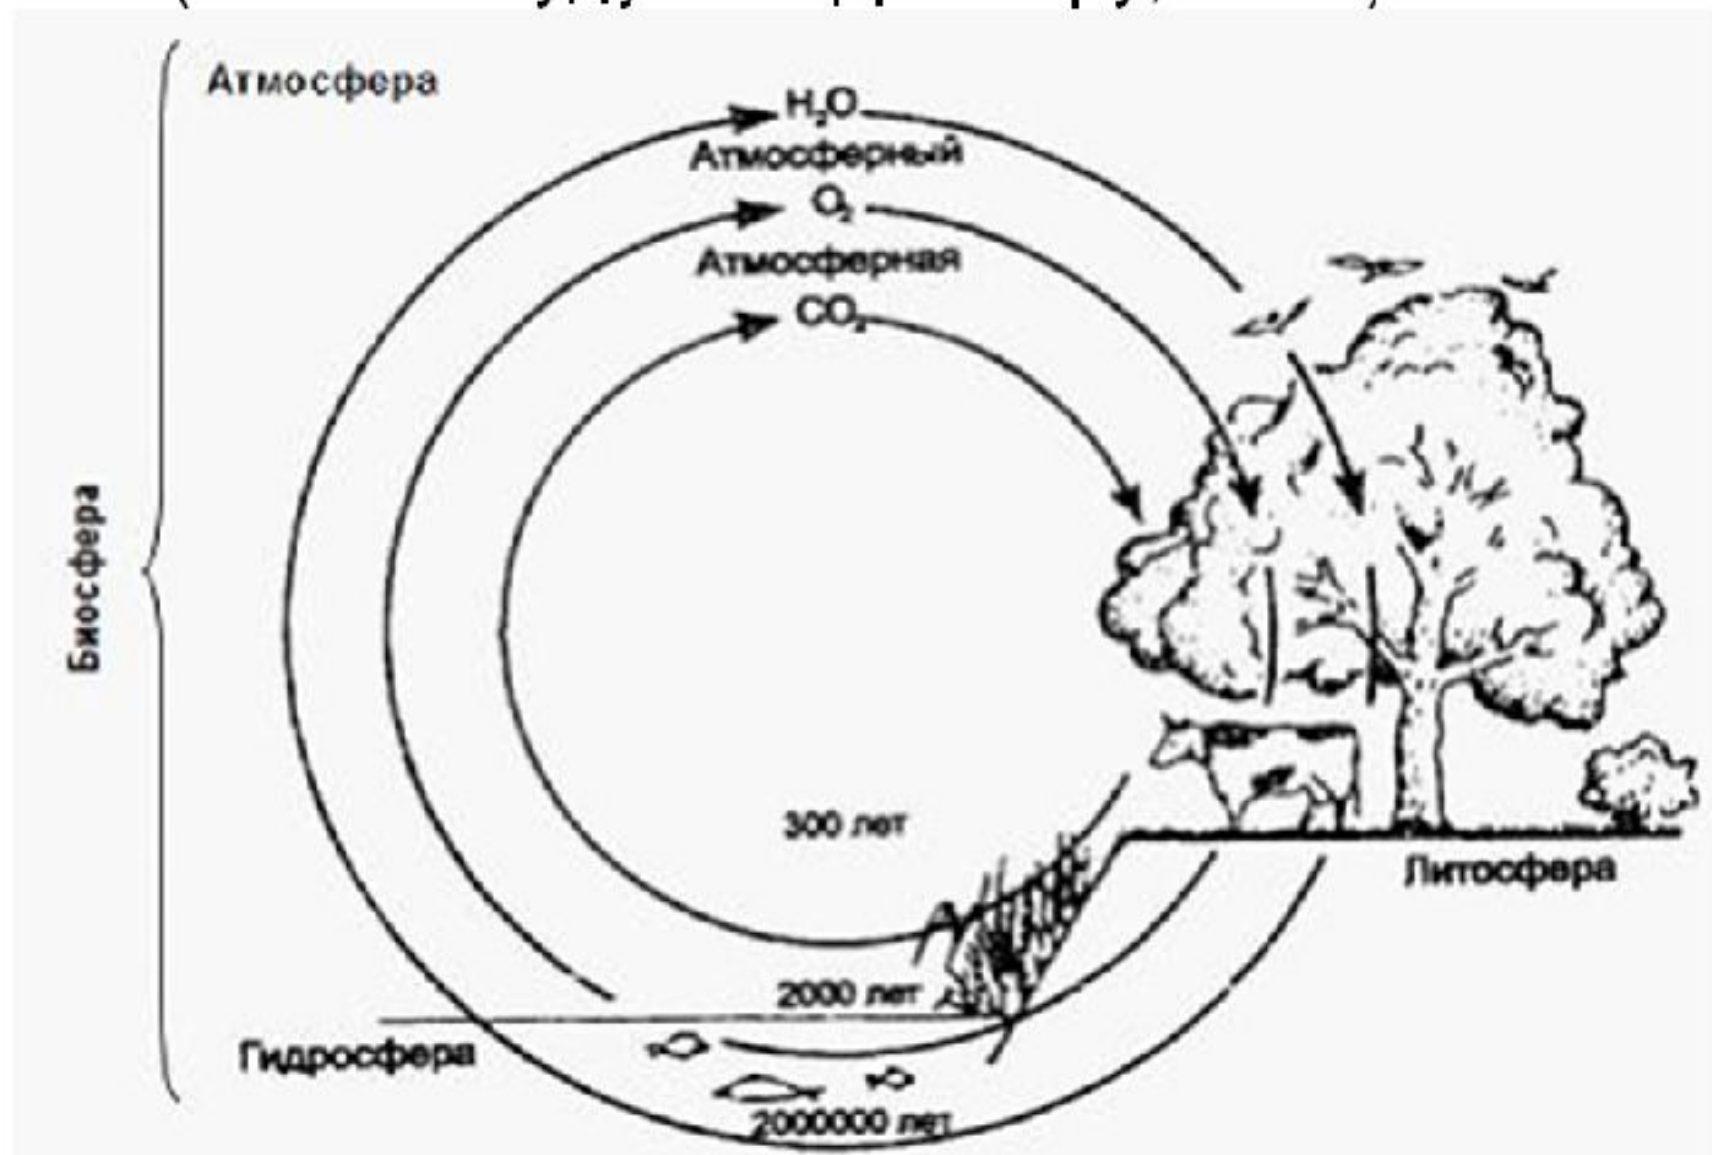 Атмосфера
H₂O
Атмосферный
O₂
Атмосферная
CO₂
Биосфера
300 лет
Литосфера
2000 лет
Гидросфера
2000000 лет